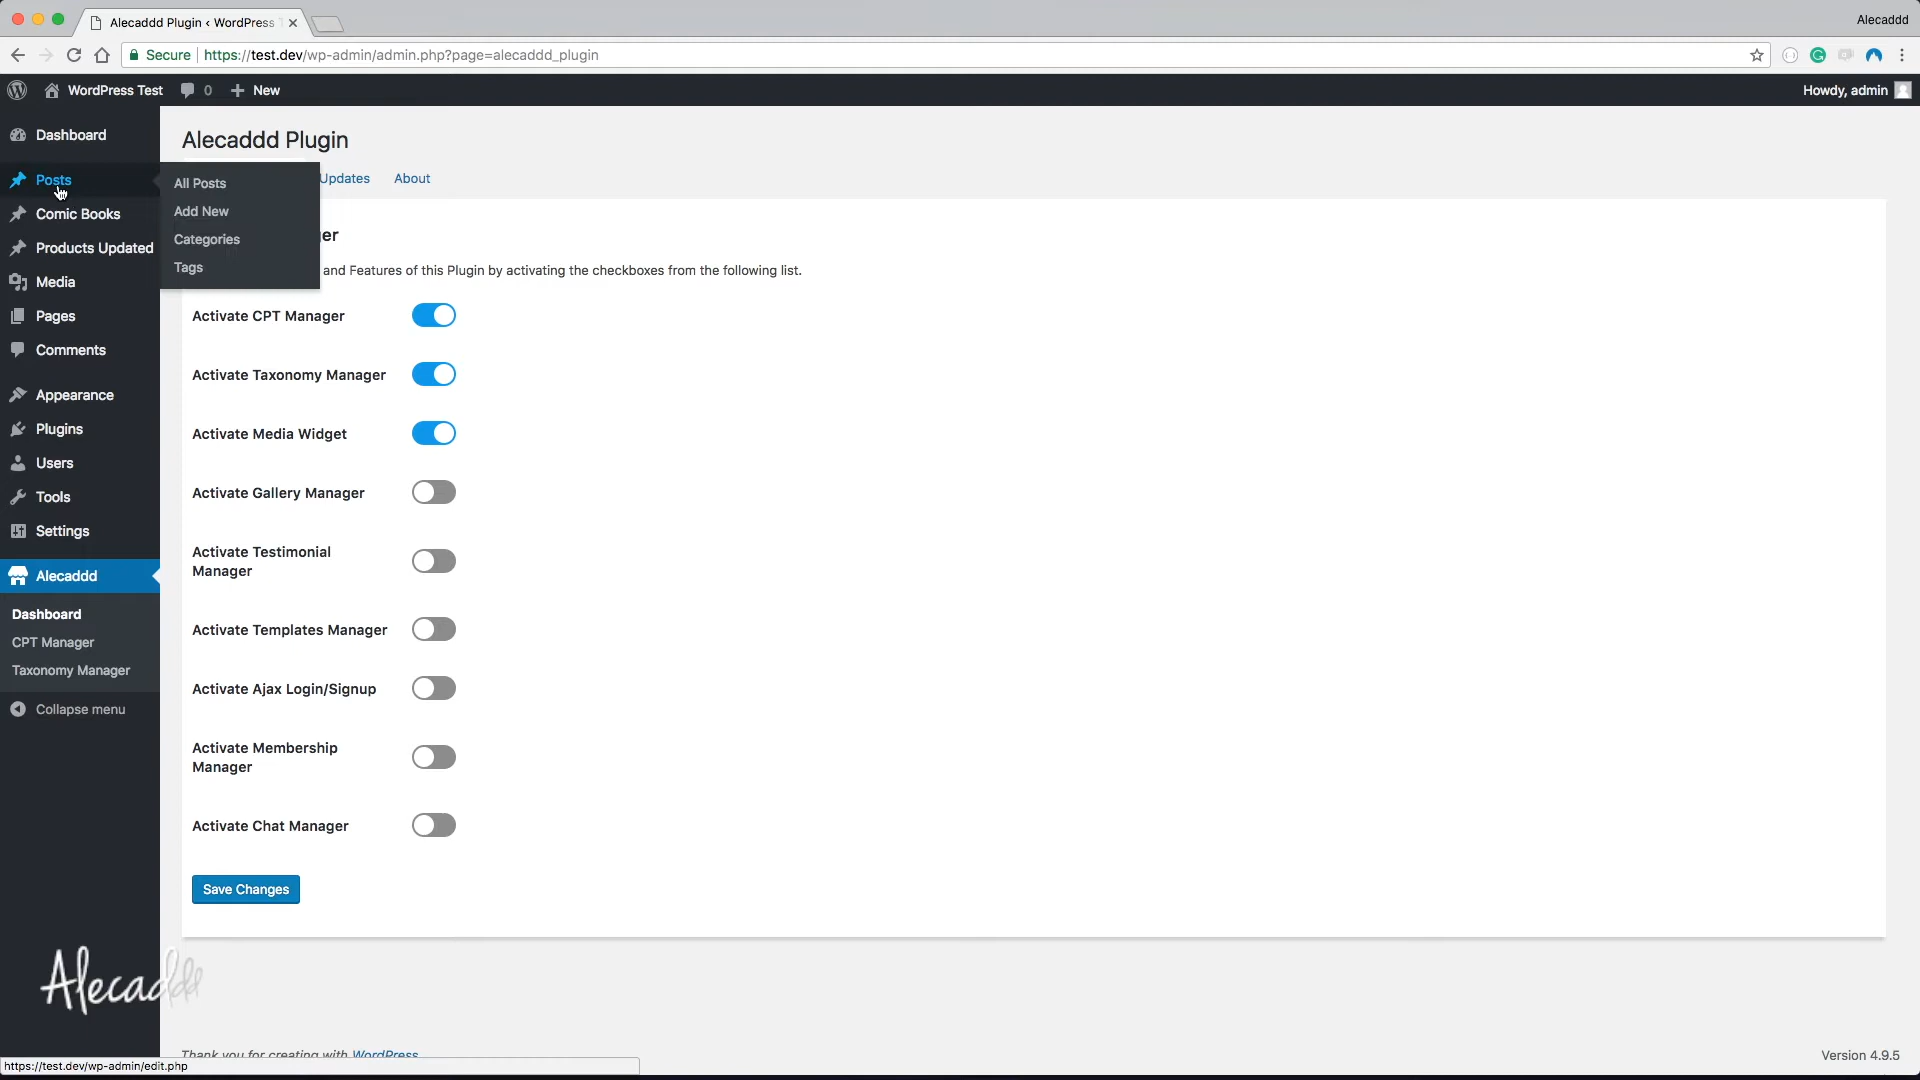 Alecaddd Plugin ‹ WordPress
Alecaddd
Secure
https://test.dev/wp-admin/admin.php?page=alecaddd_plugin
WordPress Test
0
New
Howdy, admin
Dashboard
Posts
Comic Books
Products Updated
Media
Pages
Comments
Appearance
Plugins
Users
Tools
Settings
Alecaddd
Dashboard
CPT Manager
Taxonomy Manager
Collapse menu
All Posts
Add New
Categories
Tags
Alecaddd Plugin
Updates
About
and Features of this Plugin by activating the checkboxes from the following list.
Activate CPT Manager
Activate Taxonomy Manager
Activate Media Widget
Activate Gallery Manager
Activate Testimonial
Manager
Activate Templates Manager
Activate Ajax Login/Signup
Activate Membership
Manager
Activate Chat Manager
Save Changes
Alecaddd
Thank you for creating with WordPress
Version 4.9.5
https://test.dev/wp-admin/edit.php